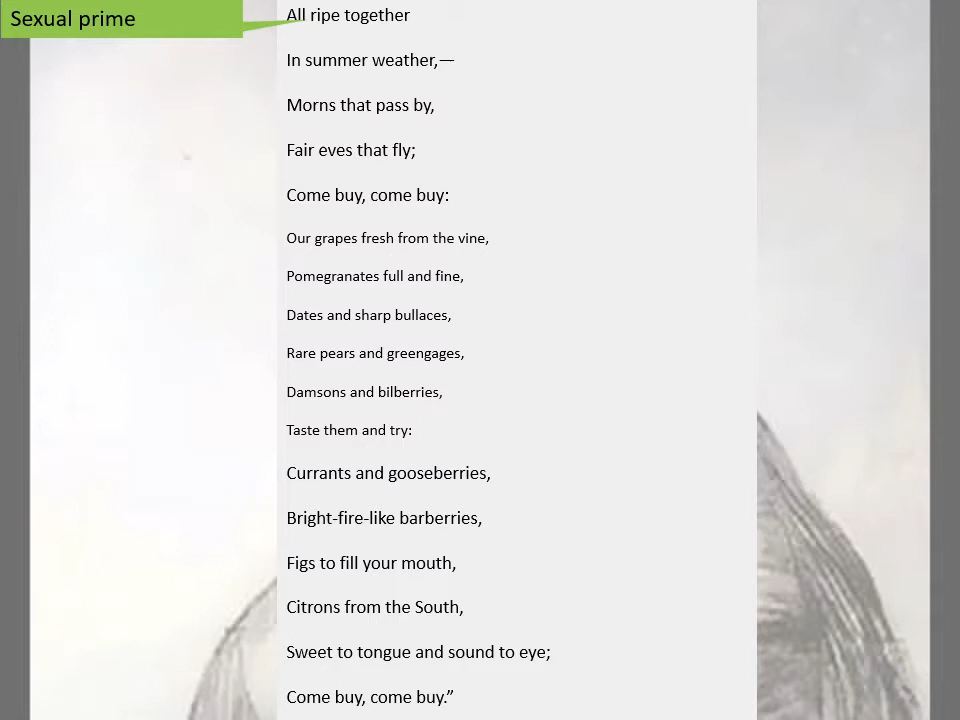 Sexual prime
All ripe together
In summer weather,—
Morns that pass by,
Fair eves that fly;
Come buy, come buy:
Our grapes fresh from the vine,
Pomegranates full and fine,
Dates and sharp bullaces,
Rare pears and greengages,
Damsons and bilberries,
Taste them and try:
Currants and gooseberries,
Bright-fire-like barberries,
Figs to fill your mouth,
Citrons from the South,
Sweet to tongue and sound to eye;
Come buy, come buy.”